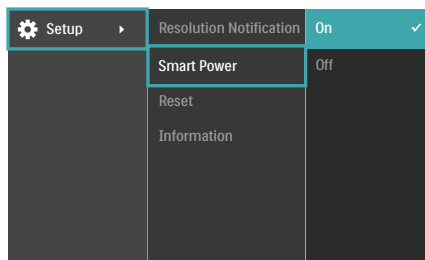 Setup
Resolution Notification
On
Smart Power
Off
Reset
Information